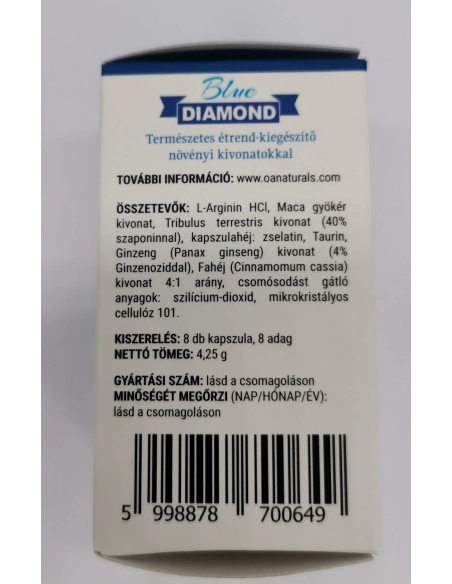 Blue
DIAMOND
Természetes étrend-kiegészítő
növényi kivonatokkal
TOVÁBBI INFORMÁCIÓ: www.oanaturals.com
ÖSSZETEVŐK: L-Arginin HCl, Maca gyökér
kivonat, Tribulus terrestris kivonat (40%
szaponinnal), kapszulahéj: zselatin, Taurin,
Ginzeng (Panax ginseng) kivonat (4%
Ginzenoziddal), Fahéj (Cinnamomum cassia)
kivonat 4:1 arány, csomósodást gátló
anyagok: szilícium-dioxid, mikrokristályos
cellulóz 101.
KISZERELÉS: 8 db kapszula, 8 adag
NETTÓ TÖMEG: 4,25 g
GYÁRTÁSI SZÁM: lásd a csomagoláson
MINŐSÉGÉT MEGŐRZI (NAP/HÓNAP/ÉV):
lásd a csomagoláson
5 998878 700649